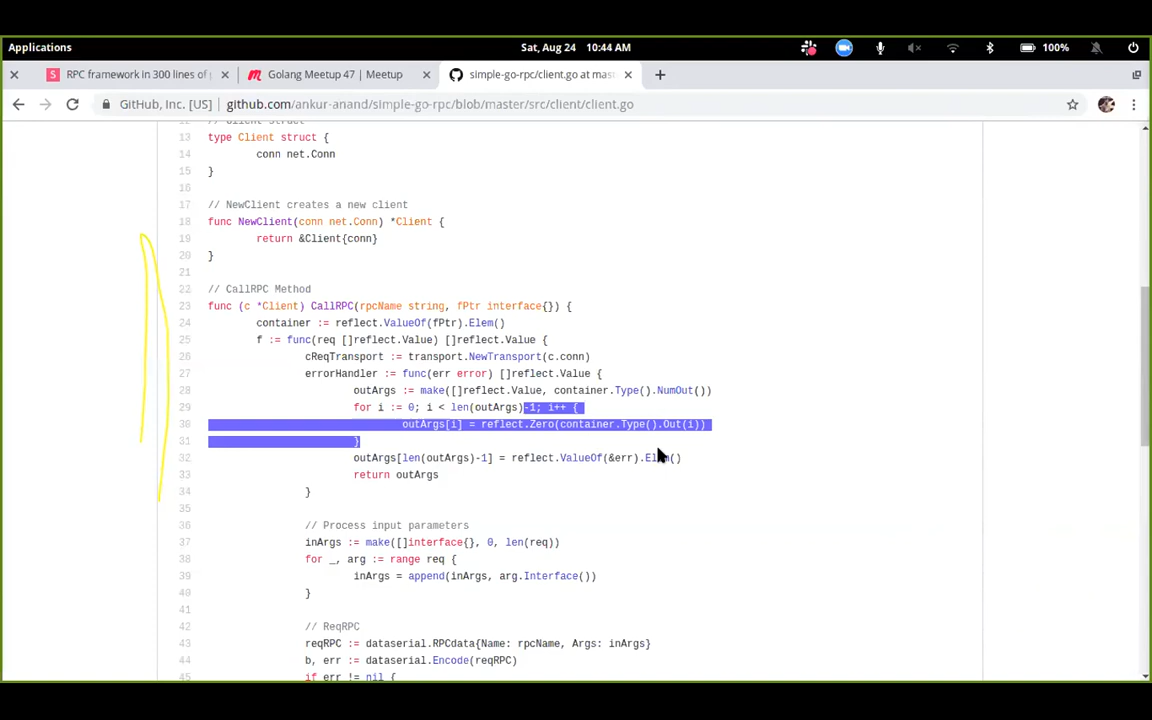 Applications
Sat, Aug 24 10:44 AM
100%
RPC framework in 300 lines of
Golang Meetup 47 | Meetup
simple-go-rpc/client.go at mas
GitHub, Inc. [US]
github.com/ankur-anand/simple-go-rpc/blob/master/src/client/client.go
12 // Client struct
13 type Client struct {
14 conn net.Conn
15 }
16
17 // NewClient creates a new client
18 func NewClient(conn net.Conn) *Client {
19 return &Client{conn}
20 }
21
22 // CallRPC Method
23 func (c *Client) CallRPC(rpcName string, fPtr interface{}) {
24 container := reflect.ValueOf(fPtr).Elem()
25 f := func(req []reflect.Value) []reflect.Value {
26 cReqTransport := transport.NewTransport(c.conn)
27 errorHandler := func(err error) []reflect.Value {
28 outArgs := make([]reflect.Value, container.Type().NumOut())
29 for i := 0; i < len(outArgs)-1; i++ {
30 outArgs[i] = reflect.Zero(container.Type().Out(i))
31 }
32 outArgs[len(outArgs)-1] = reflect.ValueOf(&err).Elem()
33 return outArgs
34 }
35
36 // Process input parameters
37 inArgs := make([]interface{}, 0, len(req))
38 for _, arg := range req {
39 inArgs = append(inArgs, arg.Interface())
40 }
41
42 // ReqRPC
43 reqRPC := dataserial.RPCdata{Name: rpcName, Args: inArgs}
44 b, err := dataserial.Encode(reqRPC)
45 if err != nil {